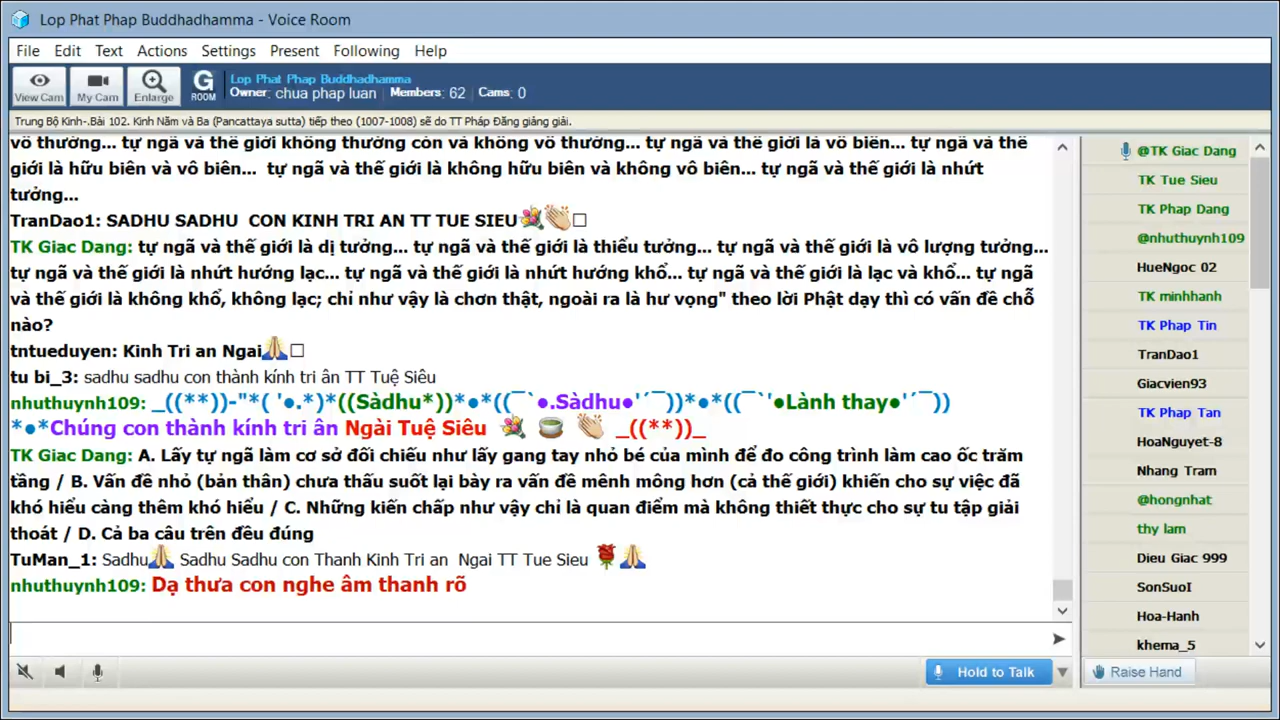 Lop Phat Phap Buddhadhamma - Voice Room
File Edit Text Actions Settings Present Following Help
View Cam My Cam Enlarge G ROOM
Lop Phat Phap Buddhadhamma
Owner: chua phap luan Members: 62 Cams: 0
Trung Bộ Kinh-.Bài 102. Kinh Năm và Ba (Pancattaya sutta) tiếp theo (1007-1008) sẽ do TT Pháp Đăng giảng giải.
vô thường... tự ngã và thế giới không thường còn và không vô thường... tự ngã và thế giới là vô biên... tự ngã và thế
giới là hữu biên và vô biên... tự ngã và thế giới là không hữu biên và không vô biên... tự ngã và thế giới là nhứt
tưởng...
TranDao1: SADHU SADHU CON KINH TRI AN TT TUE SIEU💐👏□
TK Giac Dang: tự ngã và thế giới là dị tưởng... tự ngã và thế giới là thiểu tưởng... tự ngã và thế giới là vô lượng tưởng...
tự ngã và thế giới là nhứt hướng lạc... tự ngã và thế giới là nhứt hướng khổ... tự ngã và thế giới là lạc và khổ... tự ngã
và thế giới là không khổ, không lạc; chỉ như vậy là chơn thật, ngoài ra là hư vọng" theo lời Phật dạy thì có vấn đề chỗ
nào?
tntueduyen: Kinh Tri an Ngai🙏□
tu bi_3: sadhu sadhu con thành kính tri ân TT Tuệ Siêu
nhuthuynh109: _((**))-"*( '●.*)*((Sàdhu*))*●*((¯`●.Sàdhu●'´¯))*●*((¯`'●Lành thay●'´¯))
*●*Chúng con thành kính tri ân Ngài Tuệ Siêu 💐 🍵 👏 _((**))_
TK Giac Dang: A. Lấy tự ngã làm cơ sở đối chiếu như lấy gang tay nhỏ bé của mình để đo công trình làm cao ốc trăm
tầng / B. Vấn đề nhỏ (bản thân) chưa thấu suốt lại bày ra vấn đề mênh mông hơn (cả thế giới) khiến cho sự việc đã
khó hiểu càng thêm khó hiểu / C. Những kiến chấp như vậy chỉ là quan điểm mà không thiết thực cho sự tu tập giải
thoát / D. Cả ba câu trên đều đúng
TuMan_1: Sadhu🙏 Sadhu Sadhu con Thanh Kinh Tri an Ngai TT Tue Sieu 🌹🙏
nhuthuynh109: Dạ thưa con nghe âm thanh rõ
Hold to Talk
@TK Giac Dang
TK Tue Sieu
TK Phap Dang
@nhuthuynh109
HueNgoc 02
TK minhhanh
TK Phap Tin
TranDao1
Giacvien93
TK Phap Tan
HoaNguyet-8
Nhang Tram
@hongnhat
thy lam
Dieu Giac 999
SonSuoI
Hoa-Hanh
khema_5
Raise Hand